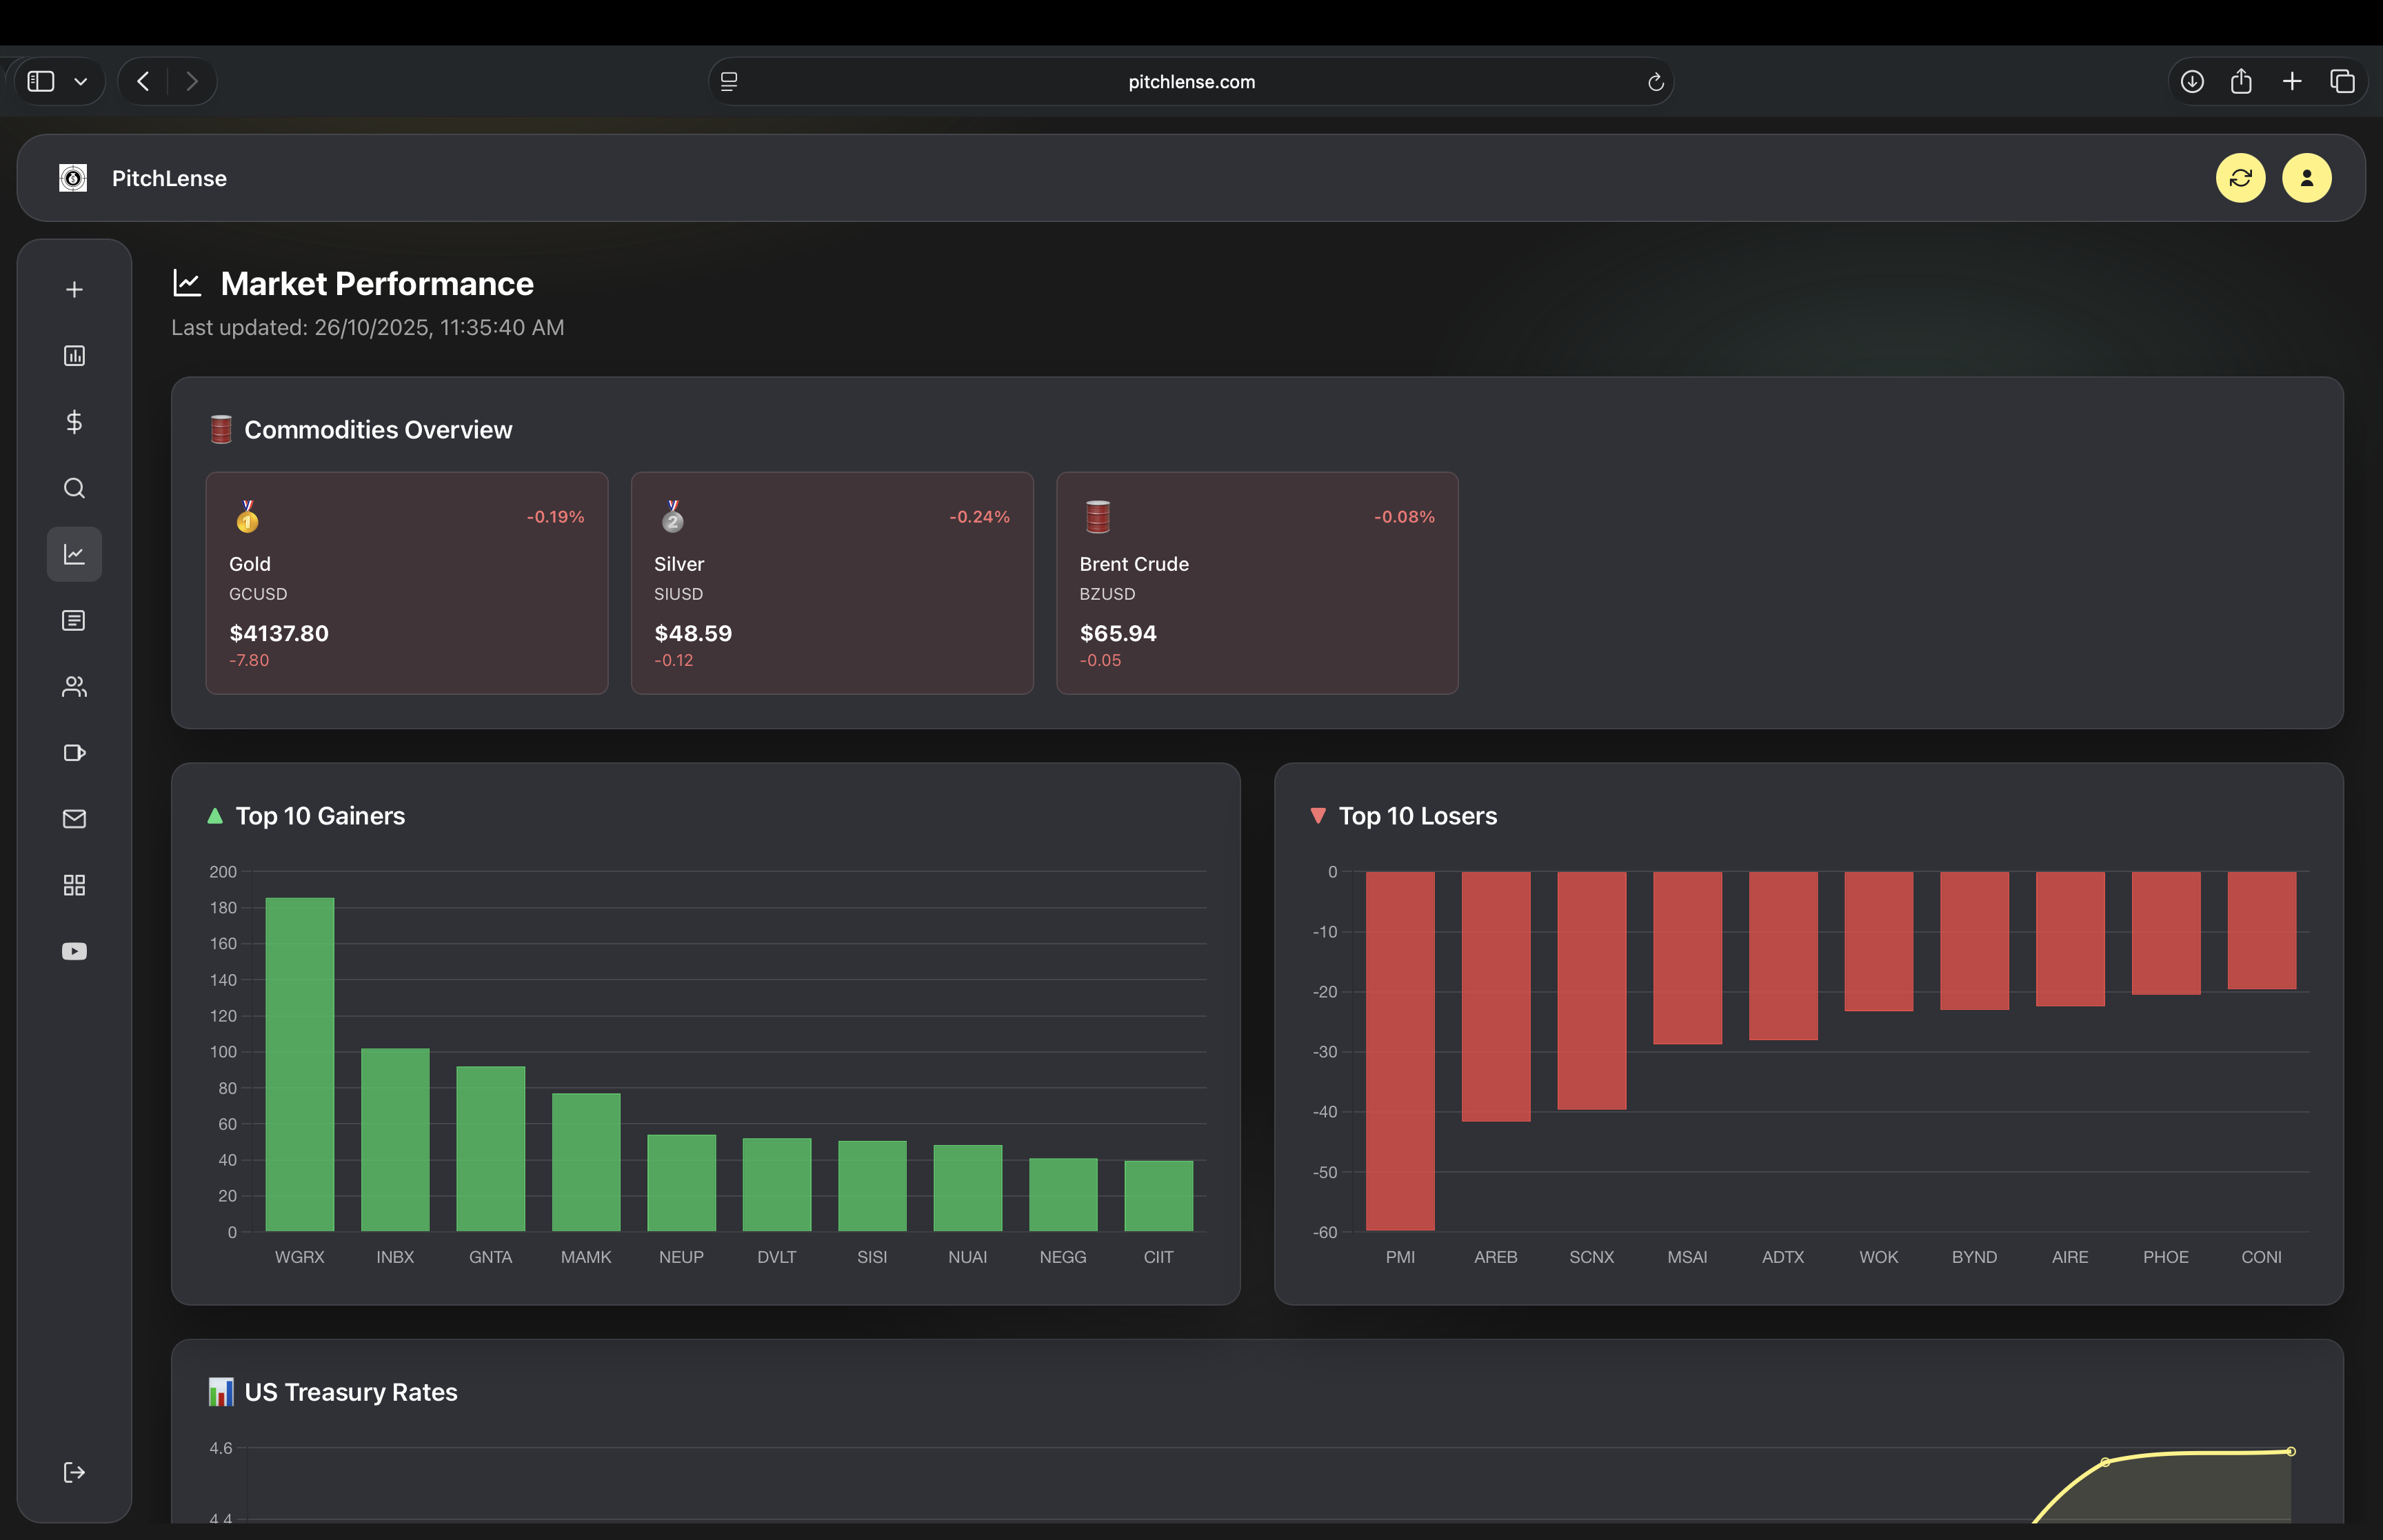 pitchlense.com
PitchLense
Market Performance
Last updated: 26/10/2025, 11:35:40 AM
Commodities Overview
1
-0.19%
Gold
GCUSD
$4137.80
-7.80
2
-0.24%
Silver
SIUSD
$48.59
-0.12
-0.08%
Brent Crude
BZUSD
$65.94
-0.05
Top 10 Gainers
200
180
160
140
120
100
80
60
40
20
0
WGRX INBX GNTA MAMK NEUP DVLT SISI NUAI NEGG CIIT
Top 10 Losers
0
-10
-20
-30
-40
-50
-60
PMI AREB SCNX MSAI ADTX WOK BYND AIRE PHOE CONI
US Treasury Rates
4.6
4.4